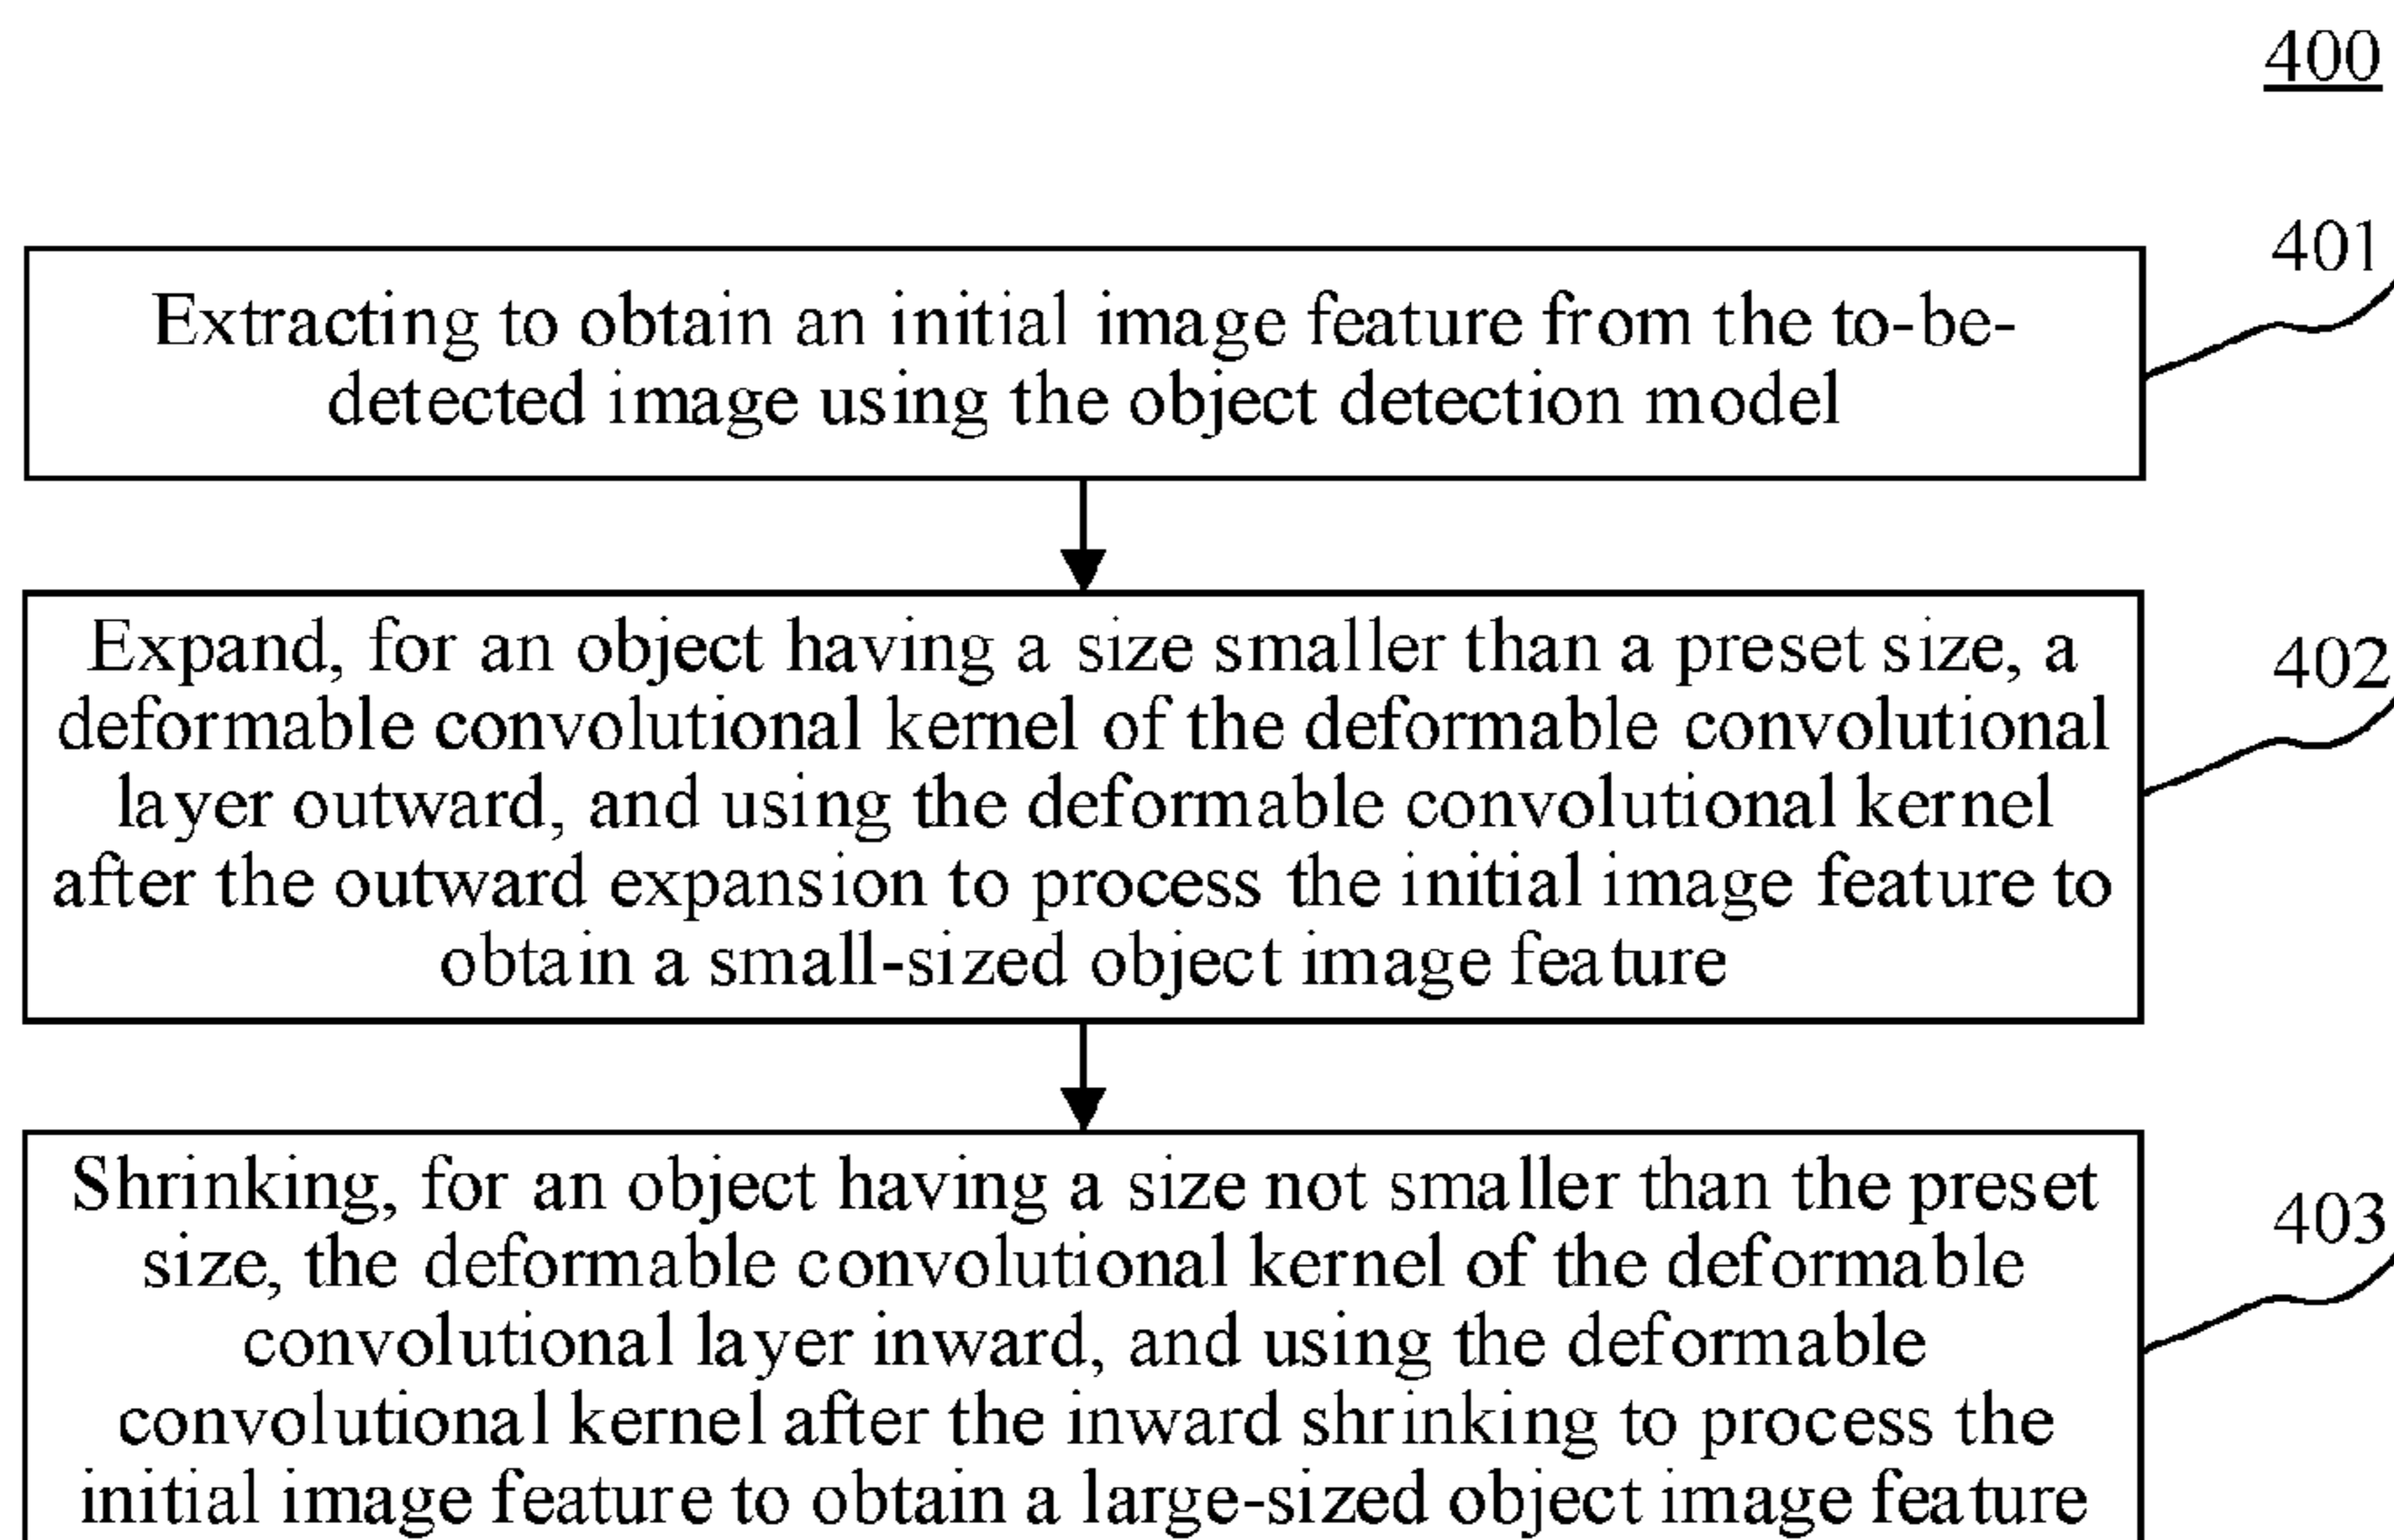 400
401
Extracting to obtain an initial image feature from the to-be-
detected image using the object detection model
402
Expand, for an object having a size smaller than a preset size, a
deformable convolutional kernel of the deformable convolutional
layer outward, and using the deformable convolutional kernel
after the outward expansion to process the initial image feature to
obtain a small-sized object image feature
403
Shrinking, for an object having a size not smaller than the preset
size, the deformable convolutional kernel of the deformable
convolutional layer inward, and using the deformable
convolutional kernel after the inward shrinking to process the
initial image feature to obtain a large-sized object image feature